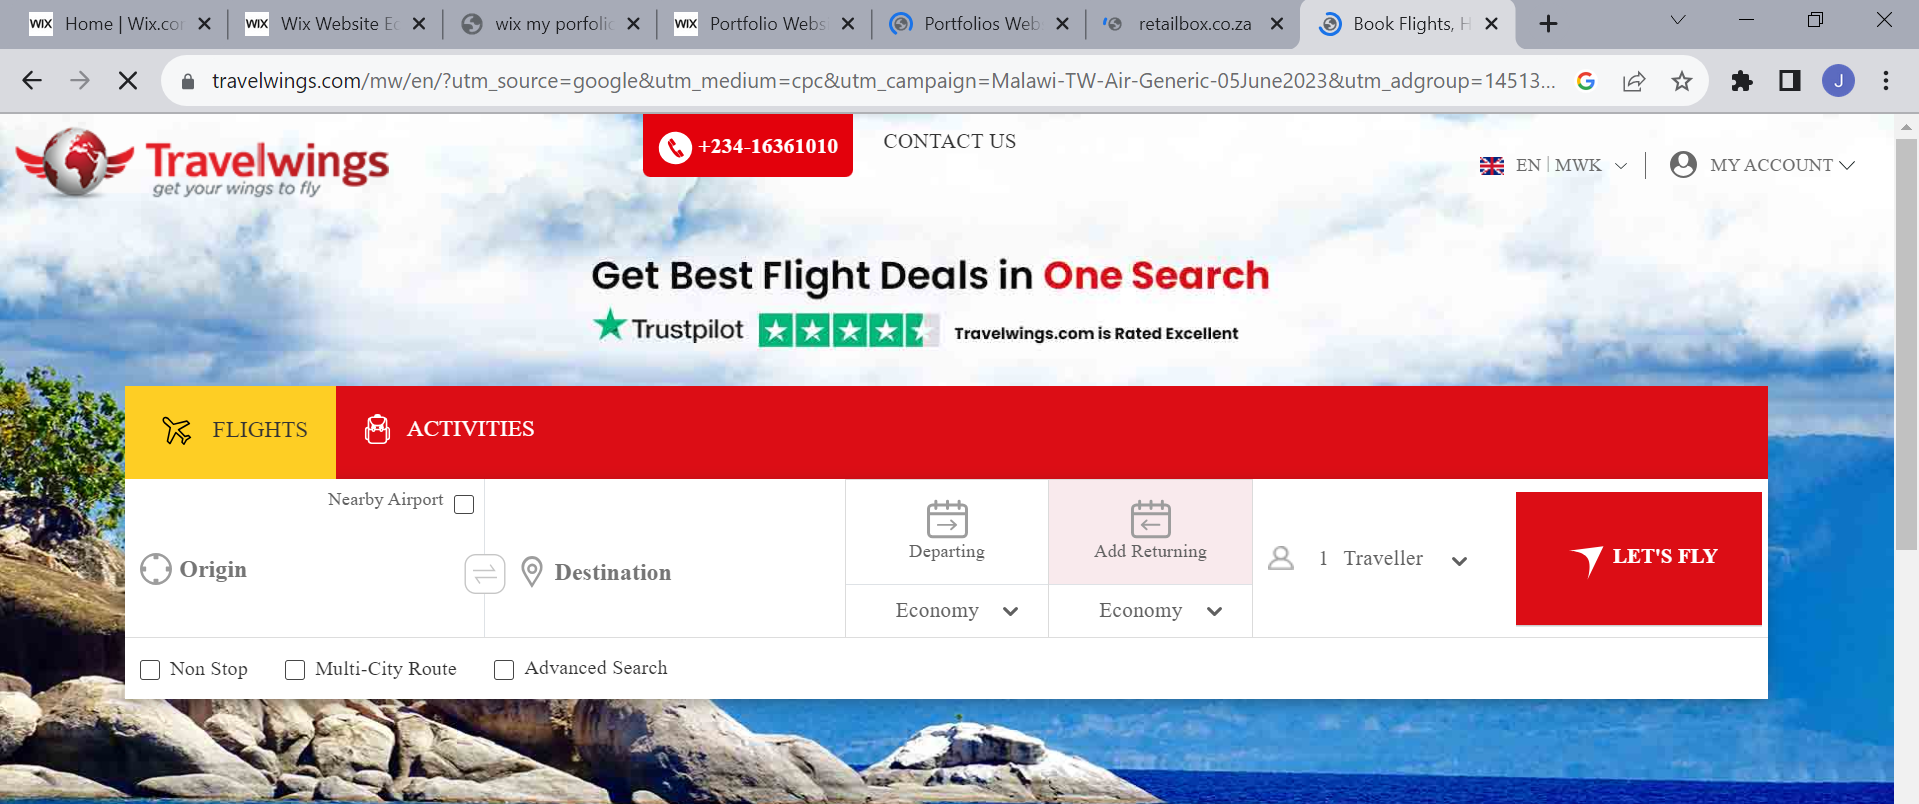 WIX Home | Wix.co
WIX Wix Website Ec
wix my porfolio
WIX Portfolio Webs
Portfolios Web
retailbox.co.za
Book Flights, H
travelwings.com/mw/en/?utm_source=google&utm_medium=cpc&utm_campaign=Malawi-TW-Air-Generic-05June2023&utm_adgroup=14513...
G
J
Travelwings
get your wings to fly
+234-16361010
CONTACT US
EN | MWK
MY ACCOUNT
Get Best Flight Deals in One Search
Trustpilot
Travelwings.com is Rated Excellent
FLIGHTS
ACTIVITIES
Nearby Airport
Origin
Destination
Departing
Add Returning
Economy
Economy
1 Traveller
LET'S FLY
Non Stop
Multi-City Route
Advanced Search